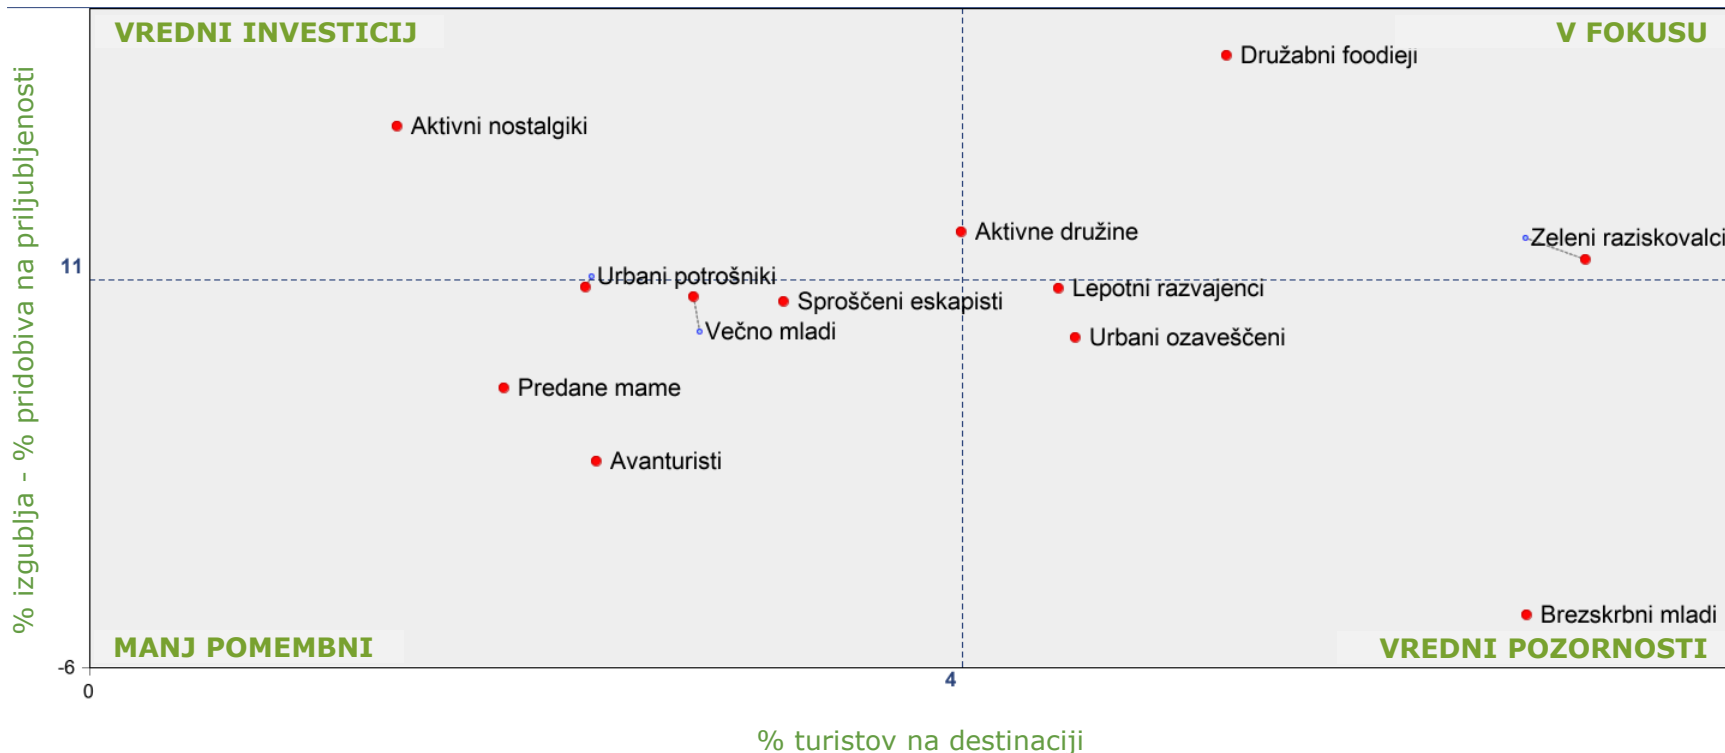 VREDNI INVESTICIJ
V FOKUSU
Družabni foodieji
Aktivni nostalgiki
Aktivne družine
Zeleni raziskovalci
11
Urbani potrošniki
Lepotni razvajenci
Sproščeni eskapisti
Večno mladi
Urbani ozaveščeni
Predane mame
Avanturisti
Brezskrbni mladi
MANJ POMEMBNI
VREDNI POZORNOSTI
-6
0
4
% izgublja - % pridobiva na priljubljenosti
% turistov na destinaciji